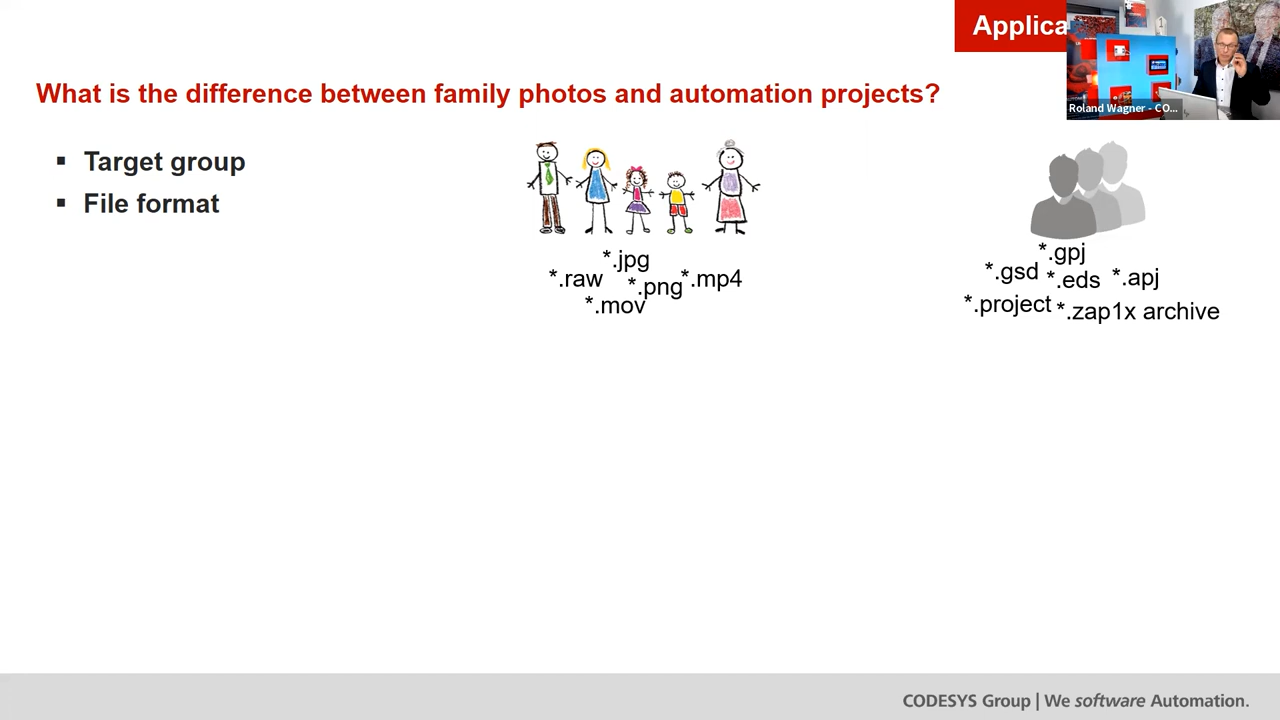 Applica
Roland Wagner - CO...
What is the difference between family photos and automation projects?
▪ Target group
▪ File format
*.jpg
*.raw
*.png
*.mp4
*.mov
*.gpj
*.gsd
*.eds
*.apj
*.project
*.zap1x archive
CODESYS Group | We software Automation.